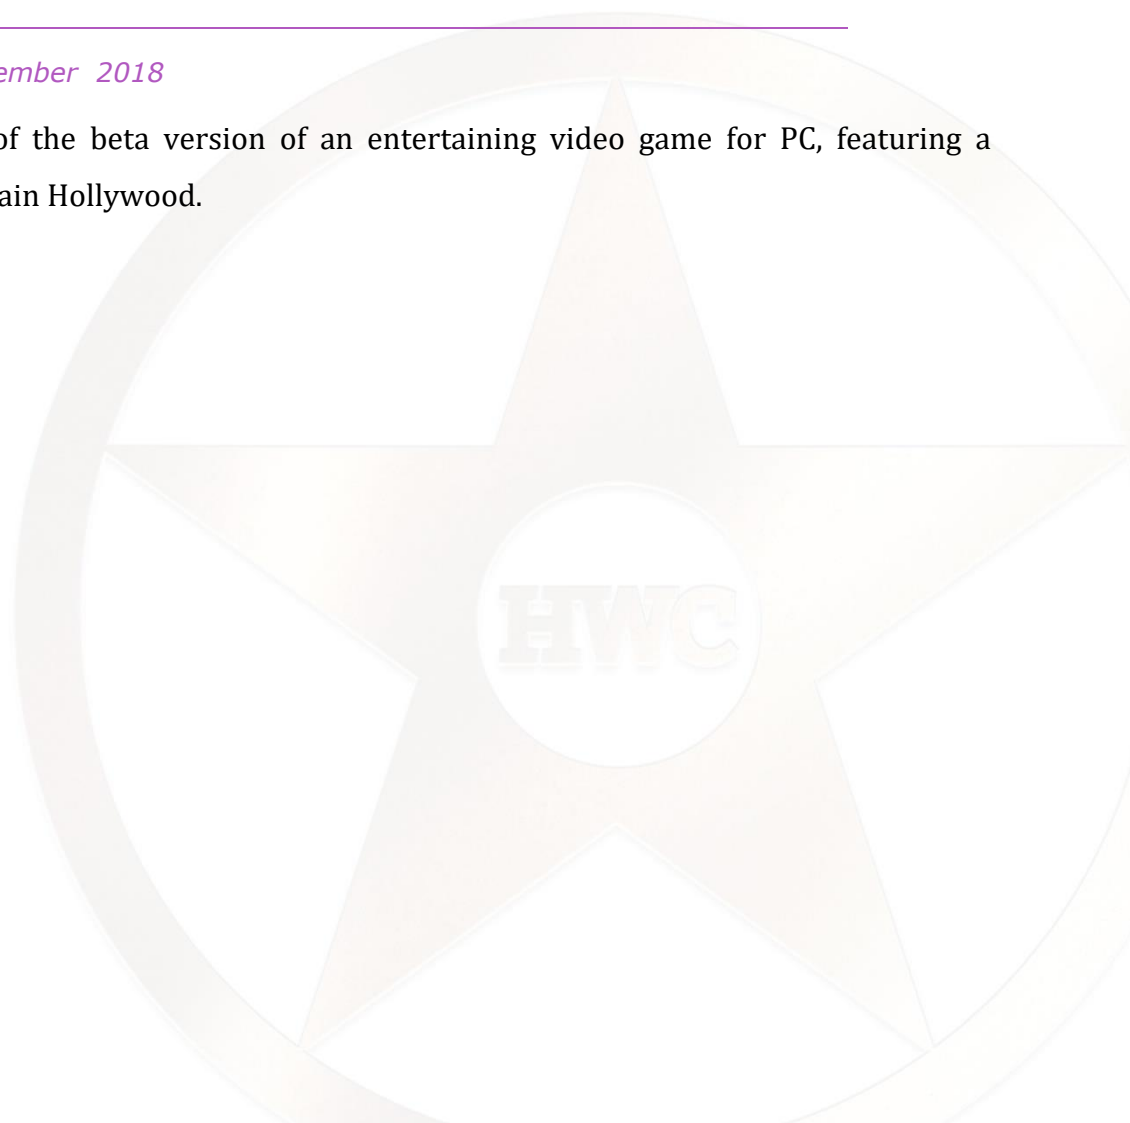 ember 2018
of the beta version of an entertaining video game for PC, featuring a
ain Hollywood.
HWC